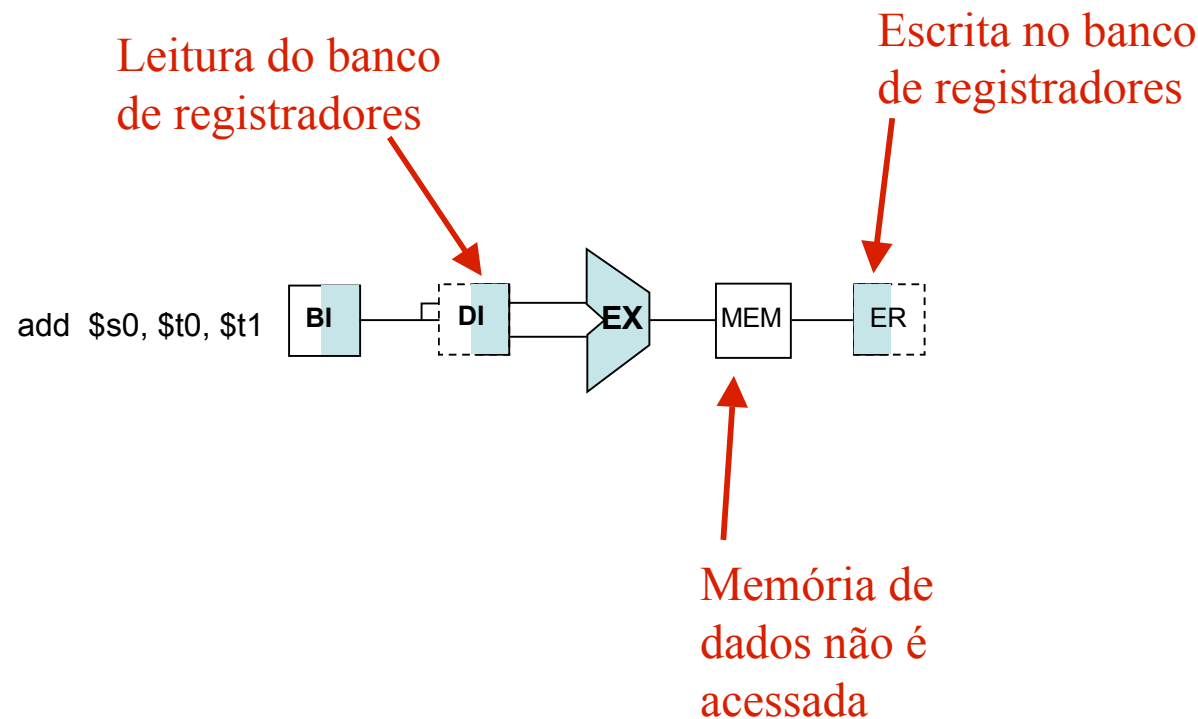 Leitura do banco
de registradores
Escrita no banco
de registradores
add $s0, $t0, $t1
BI
DI
EX
MEM
ER
Memória de
dados não é
acessada